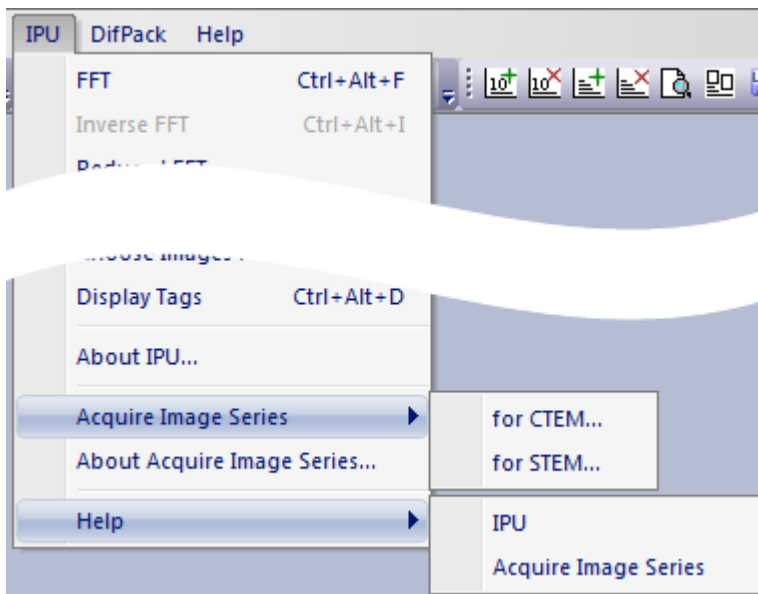 IPU DifPack Help
FFT Ctrl+Alt+F
Inverse FFT Ctrl+Alt+I
Display Tags Ctrl+Alt+D
About IPU...
Acquire Image Series
for CTEM...
About Acquire Image Series...
for STEM...
Help
IPU
Acquire Image Series